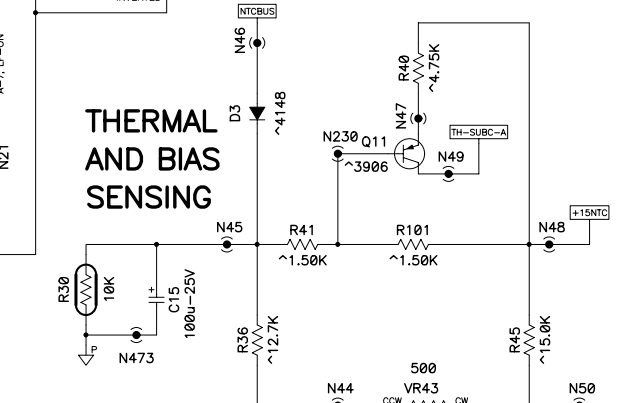 NTCBUS
N46
D3
^4148
R40
^4.75K
N47
TH-SUBC-A
N230
Q11
^3906
N49
THERMAL
AND BIAS
SENSING
N21
N45
R41
^1.50K
R101
^1.50K
N48
+15NTC
R30
10K
+
C15
100u-25V
P
N473
R36
^12.7K
R45
^15.0K
500
VR43
CCW
CW
N44
N50